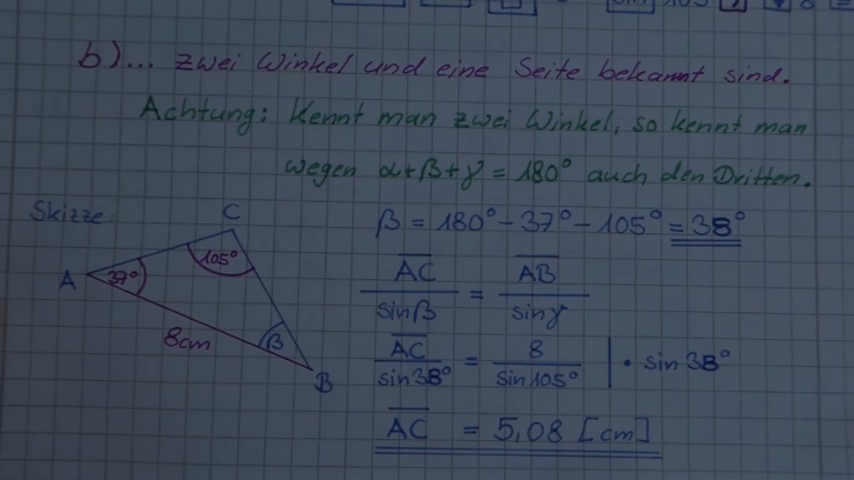 b)... zwei Winkel und eine Seite bekannt sind.
Achtung: Kennt man zwei Winkel, so kennt man
wegen α+β+γ = 180° auch den Dritten.
Skizze:
C
A
37°
105°
8cm
β
B
β = 180° - 37° - 105° = 38°
AC / sinβ = AB / sinγ
AC / sin38° = 8 / sin105° | · sin 38°
AC = 5,08 [cm]